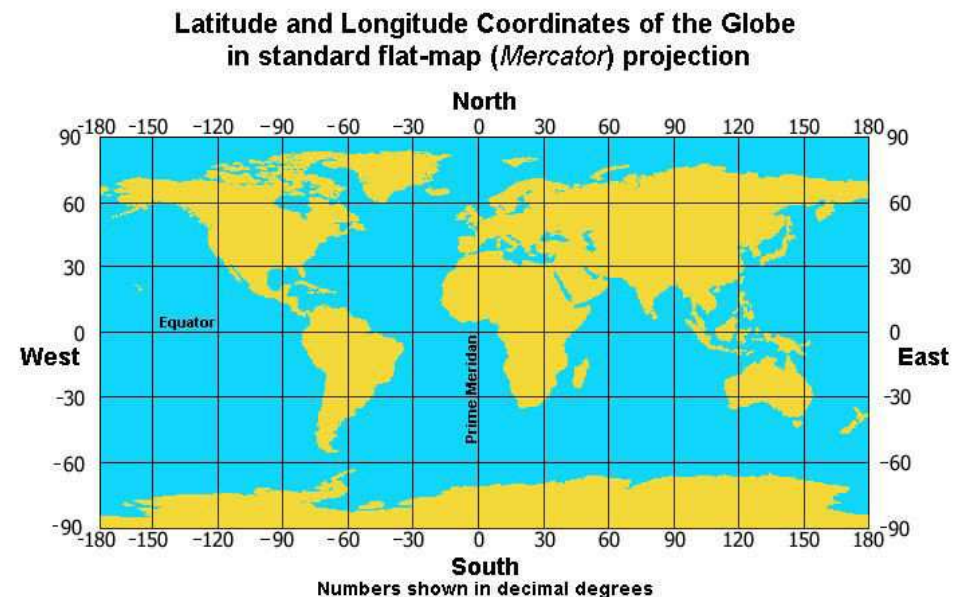 Latitude and Longitude Coordinates of the Globe
in standard flat-map (Mercator) projection
North
-180 -150 -120 -90 -60 -30 0 30 60 90 120 150 180
90 90
60 60
30 30
Equator
0 0
West East
Prime Meridan
-30 -30
-60 -60
-90 -90
-180 -150 -120 -90 -60 -30 0 30 60 90 120 150 180
South
Numbers shown in decimal degrees